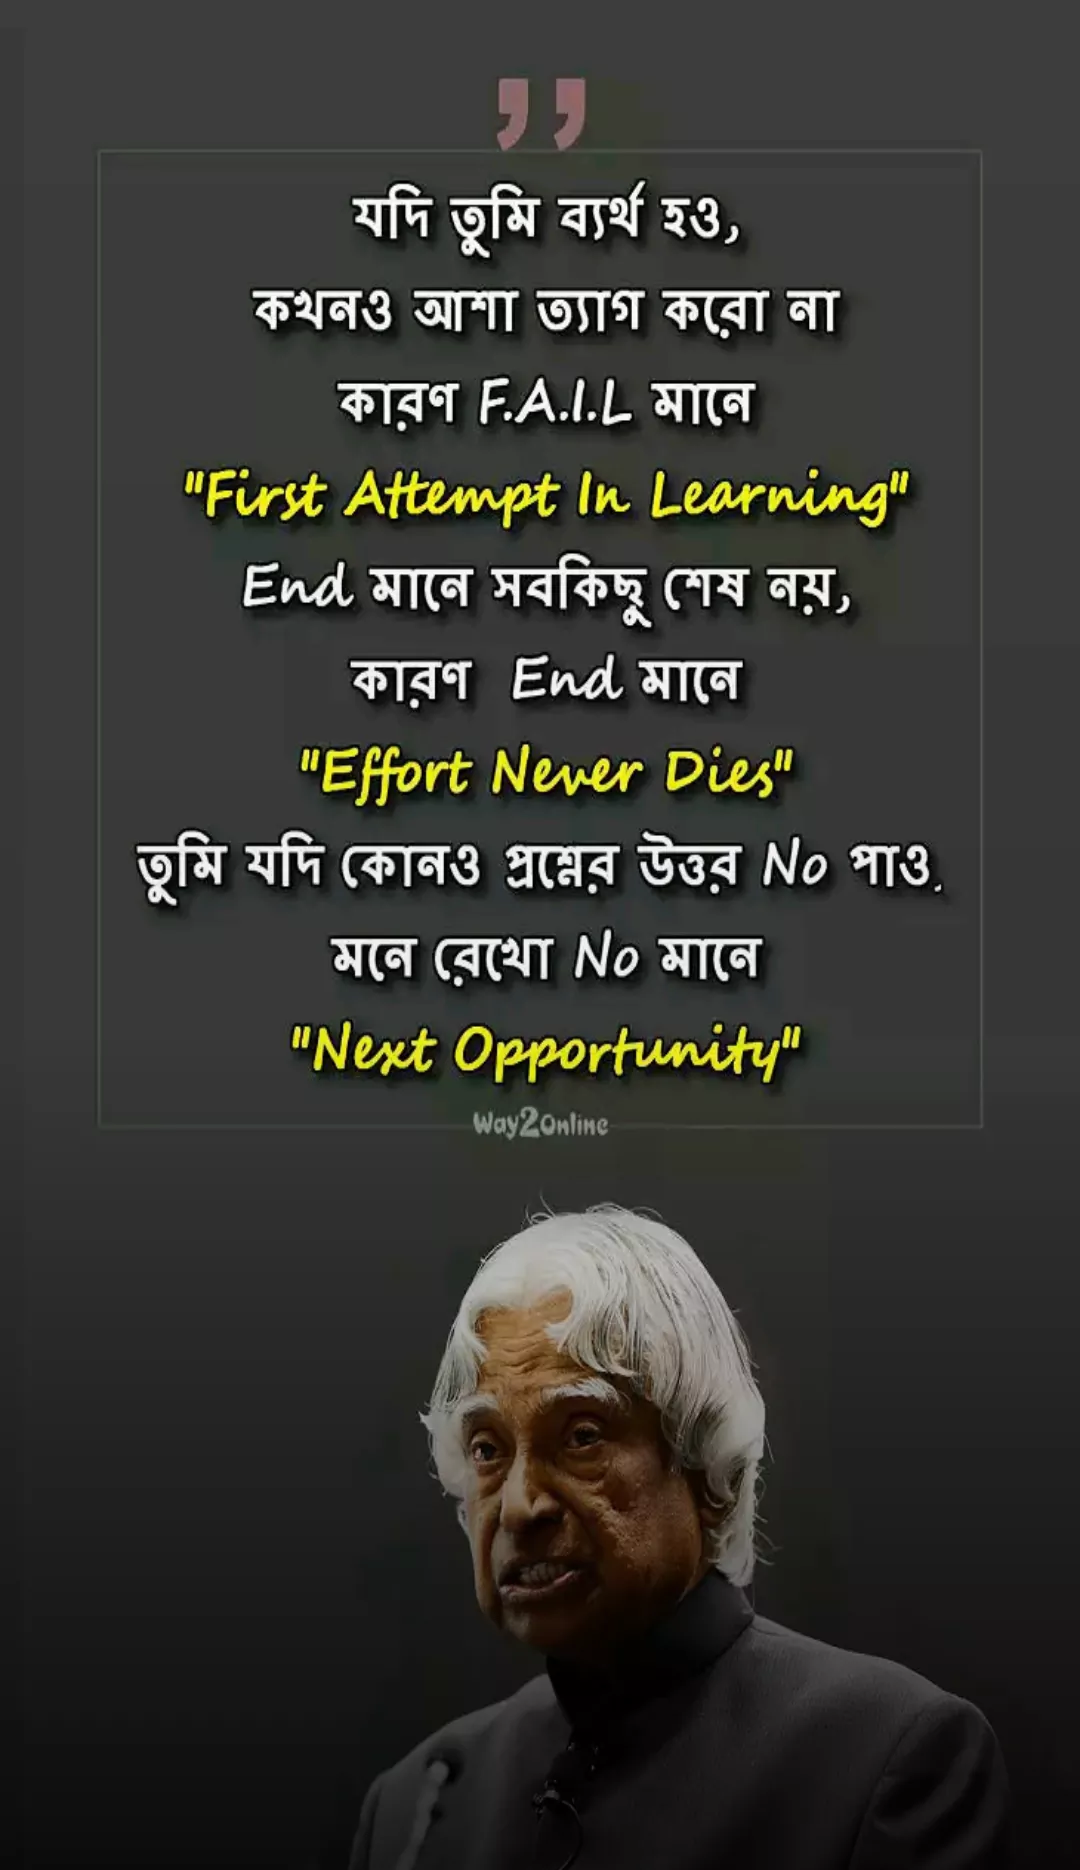 যদি তুমি ব্যর্থ হও,
কখনও আশা ত্যাগ করো না
কারণ F.A.I.L মানে
"First Attempt In Learning"
End মানে সবকিছু শেষ নয়,
কারণ End মানে
"Effort Never Dies"
তুমি যদি কোনও প্রশ্নের উত্তর No পাও.
মনে রেখো No মানে
"Next Opportunity"
Way2Online